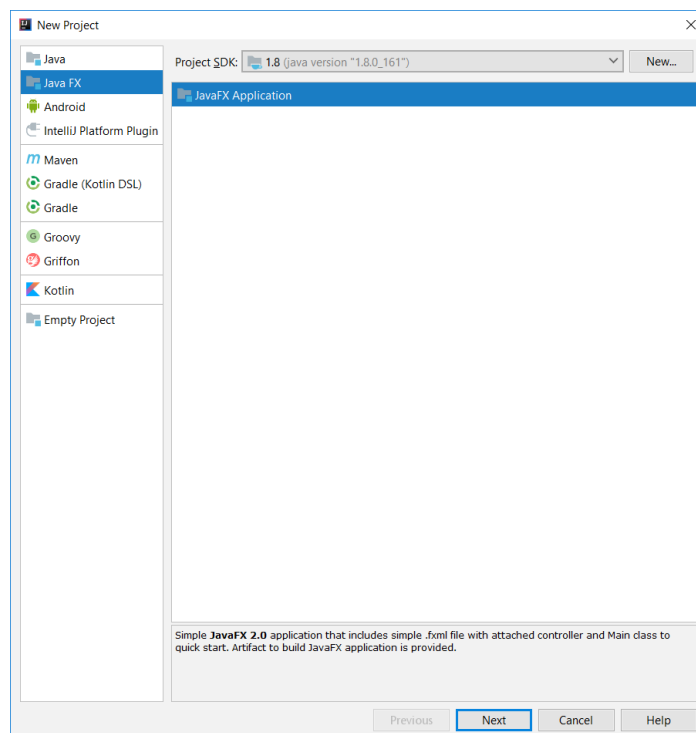 New Project
Java
Java FX
Android
IntelliJ Platform Plugin
Maven
Gradle (Kotlin DSL)
Gradle
Groovy
Griffon
Kotlin
Empty Project
Project SDK: 1.8 (java version "1.8.0_161") New...
JavaFX Application
Simple JavaFX 2.0 application that includes simple .fxml file with attached controller and Main class to
quick start. Artifact to build JavaFX application is provided.
Previous Next Cancel Help